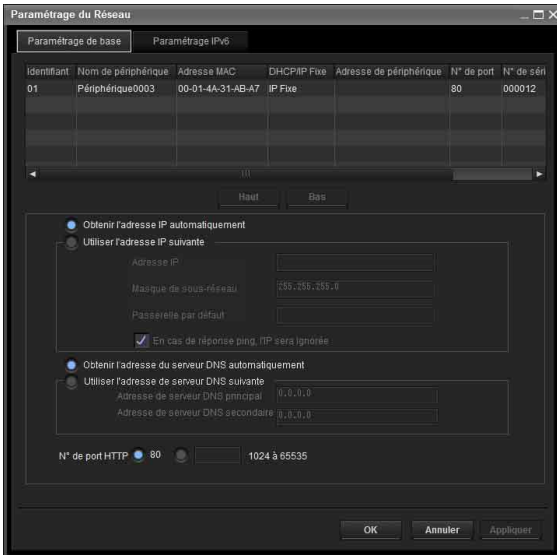 Paramétrage du Réseau
Paramétrage de base Paramétrage IPv6
Identifiant Nom de périphérique Adresse MAC DHCP/IP Fixe Adresse de périphérique N° de port N° de séri
01 Périphérique0003 00-01-4A-31-AB-A7 IP Fixe 80 000012
Haut Bas
Obtenir l'adresse IP automatiquement
Utiliser l'adresse IP suivante
Adresse IP
Masque de sous-réseau 255.255.255.0
Passerelle par défaut
En cas de réponse ping, l'IP sera ignorée
Obtenir l'adresse du serveur DNS automatiquement
Utiliser l'adresse de serveur DNS suivante
Adresse de serveur DNS principal 0.0.0.0
Adresse de serveur DNS secondaire 0.0.0.0
N° de port HTTP 80 1024 à 65535
OK Annuler Appliquer